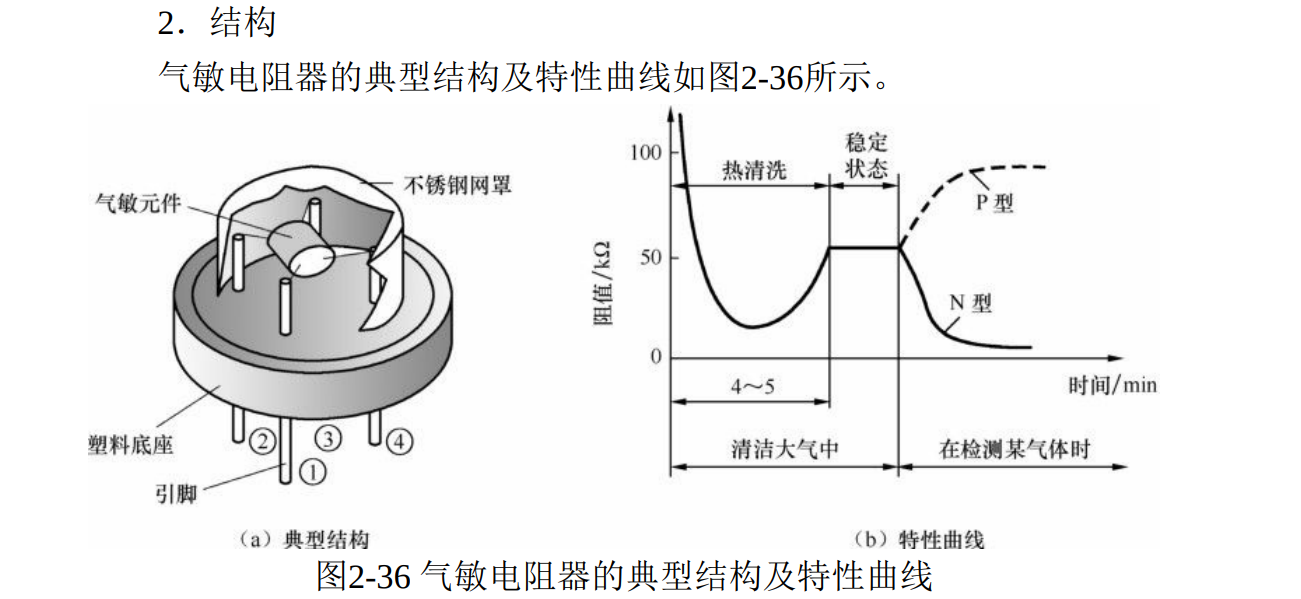 2．结构
气敏电阻器的典型结构及特性曲线如图2-36所示。
气敏元件
不锈钢网罩
塑料底座
引脚
②
③
④
①
（a）典型结构
阻值/kΩ
100
50
0
热清洗
稳定
状态
P 型
N 型
4～5
时间/min
清洁大气中
在检测某气体时
（b）特性曲线
图2-36 气敏电阻器的典型结构及特性曲线